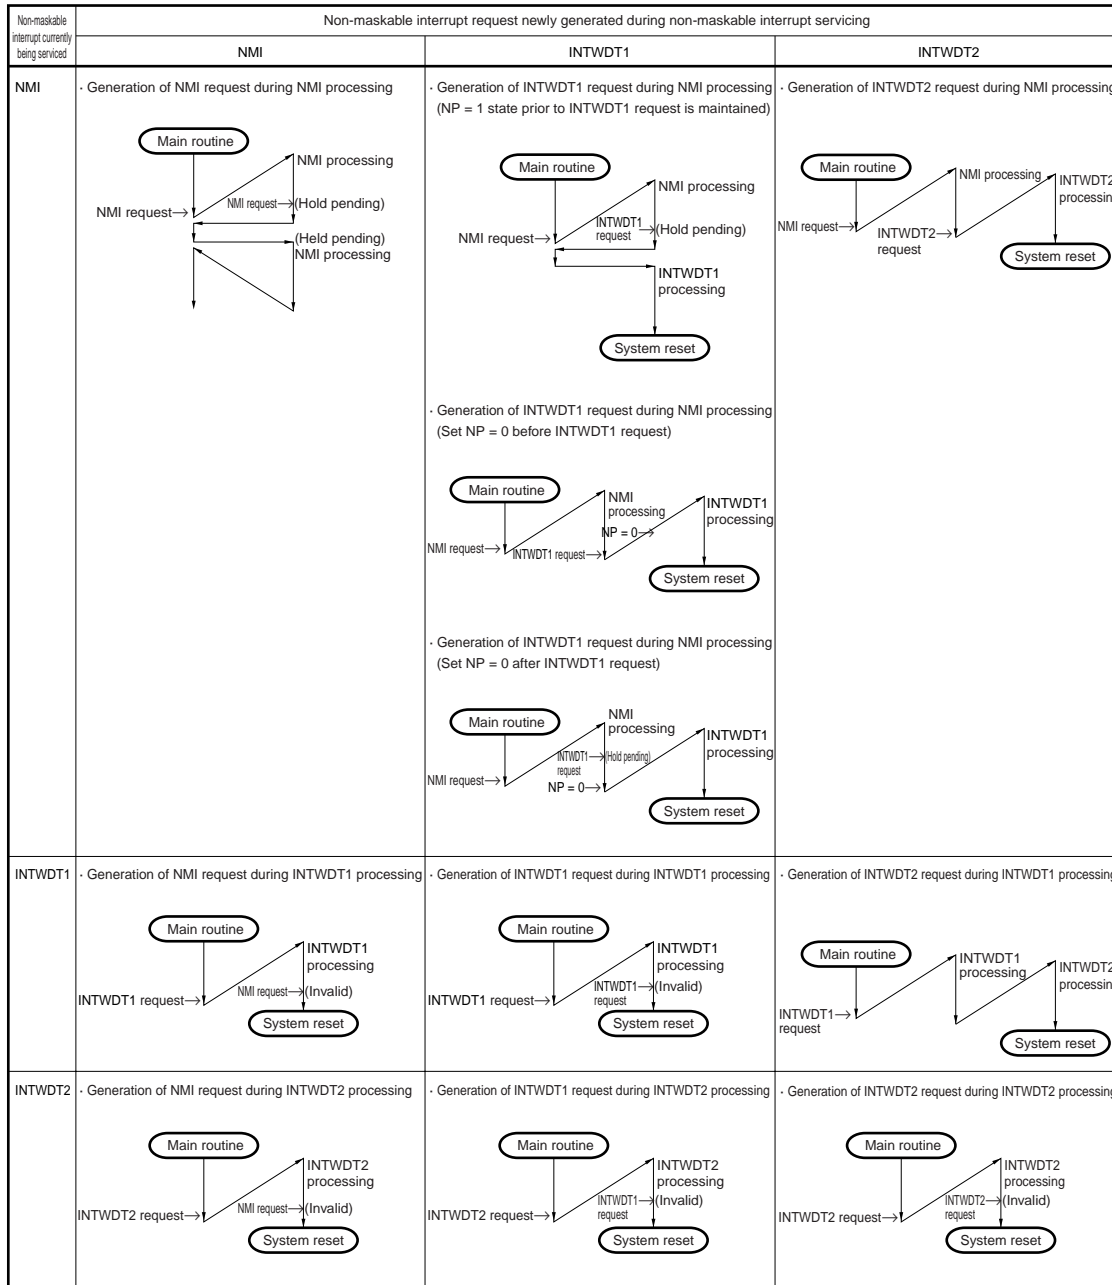 Non-maskable
interrupt currently
being serviced
Non-maskable interrupt request newly generated during non-maskable interrupt servicing
NMI
INTWDT1
INTWDT2
NMI
· Generation of NMI request during NMI processing
Main routine
NMI processing
NMI request→
NMI request→(Hold pending)
(Held pending)
NMI processing
· Generation of INTWDT1 request during NMI processing
(NP = 1 state prior to INTWDT1 request is maintained)
Main routine
NMI processing
NMI request→
INTWDT1
request
→(Hold pending)
INTWDT1
processing
System reset
· Generation of INTWDT1 request during NMI processing
(Set NP = 0 before INTWDT1 request)
Main routine
NMI
processing
INTWDT1
processing
NP = 0→
NMI request→
INTWDT1 request→
System reset
· Generation of INTWDT1 request during NMI processing
(Set NP = 0 after INTWDT1 request)
Main routine
NMI
processing
INTWDT1
processing
INTWDT1
request
→(Hold pending)
NMI request→
NP = 0→
System reset
· Generation of INTWDT2 request during NMI processing
Main routine
NMI processing
INTWDT2
processin
NMI request→
INTWDT2→
request
System reset
INTWDT1
· Generation of NMI request during INTWDT1 processing
Main routine
INTWDT1
processing
INTWDT1 request→
NMI request→(Invalid)
System reset
· Generation of INTWDT1 request during INTWDT1 processing
Main routine
INTWDT1
processing
INTWDT1 request→
INTWDT1→(Invalid)
request
System reset
· Generation of INTWDT2 request during INTWDT1 processing
Main routine
INTWDT1
processing
INTWDT2
processin
INTWDT1→
request
System reset
INTWDT2
· Generation of NMI request during INTWDT2 processing
Main routine
INTWDT2
processing
INTWDT2 request→
NMI request→(Invalid)
System reset
· Generation of INTWDT1 request during INTWDT2 processing
Main routine
INTWDT2
processing
INTWDT2 request→
INTWDT1→(Invalid)
request
System reset
· Generation of INTWDT2 request during INTWDT2 processing
Main routine
INTWDT2
processing
INTWDT2 request→
INTWDT2→(Invalid)
request
System reset